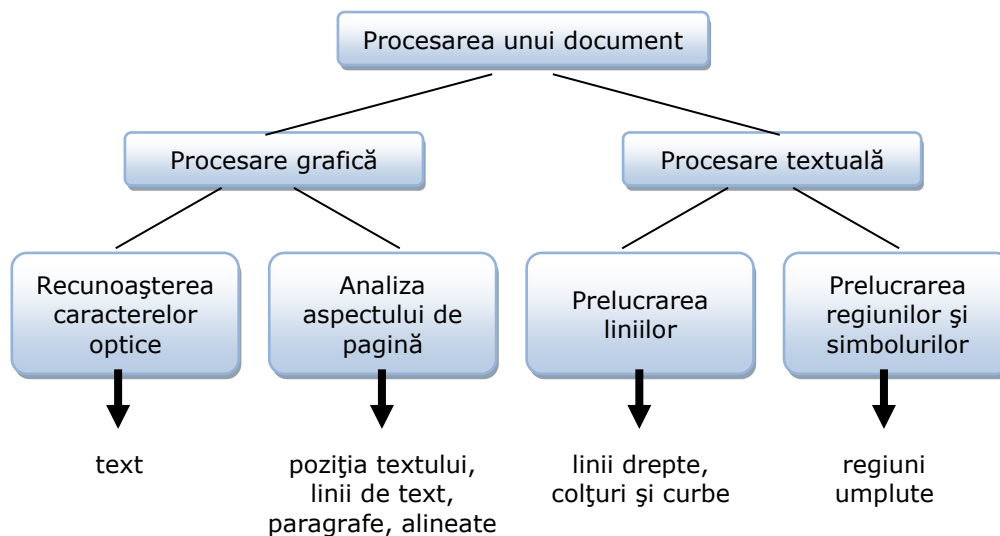 Procesarea unui document
Procesare grafică
Procesare textuală
Recunoaşterea
caracterelor
optice
Analiza
aspectului de
pagină
Prelucrarea
liniilor
Prelucrarea
regiunilor şi
simbolurilor
text
poziţia textului,
linii de text,
paragrafe, alineate
linii drepte,
colţuri şi curbe
regiuni
umplute